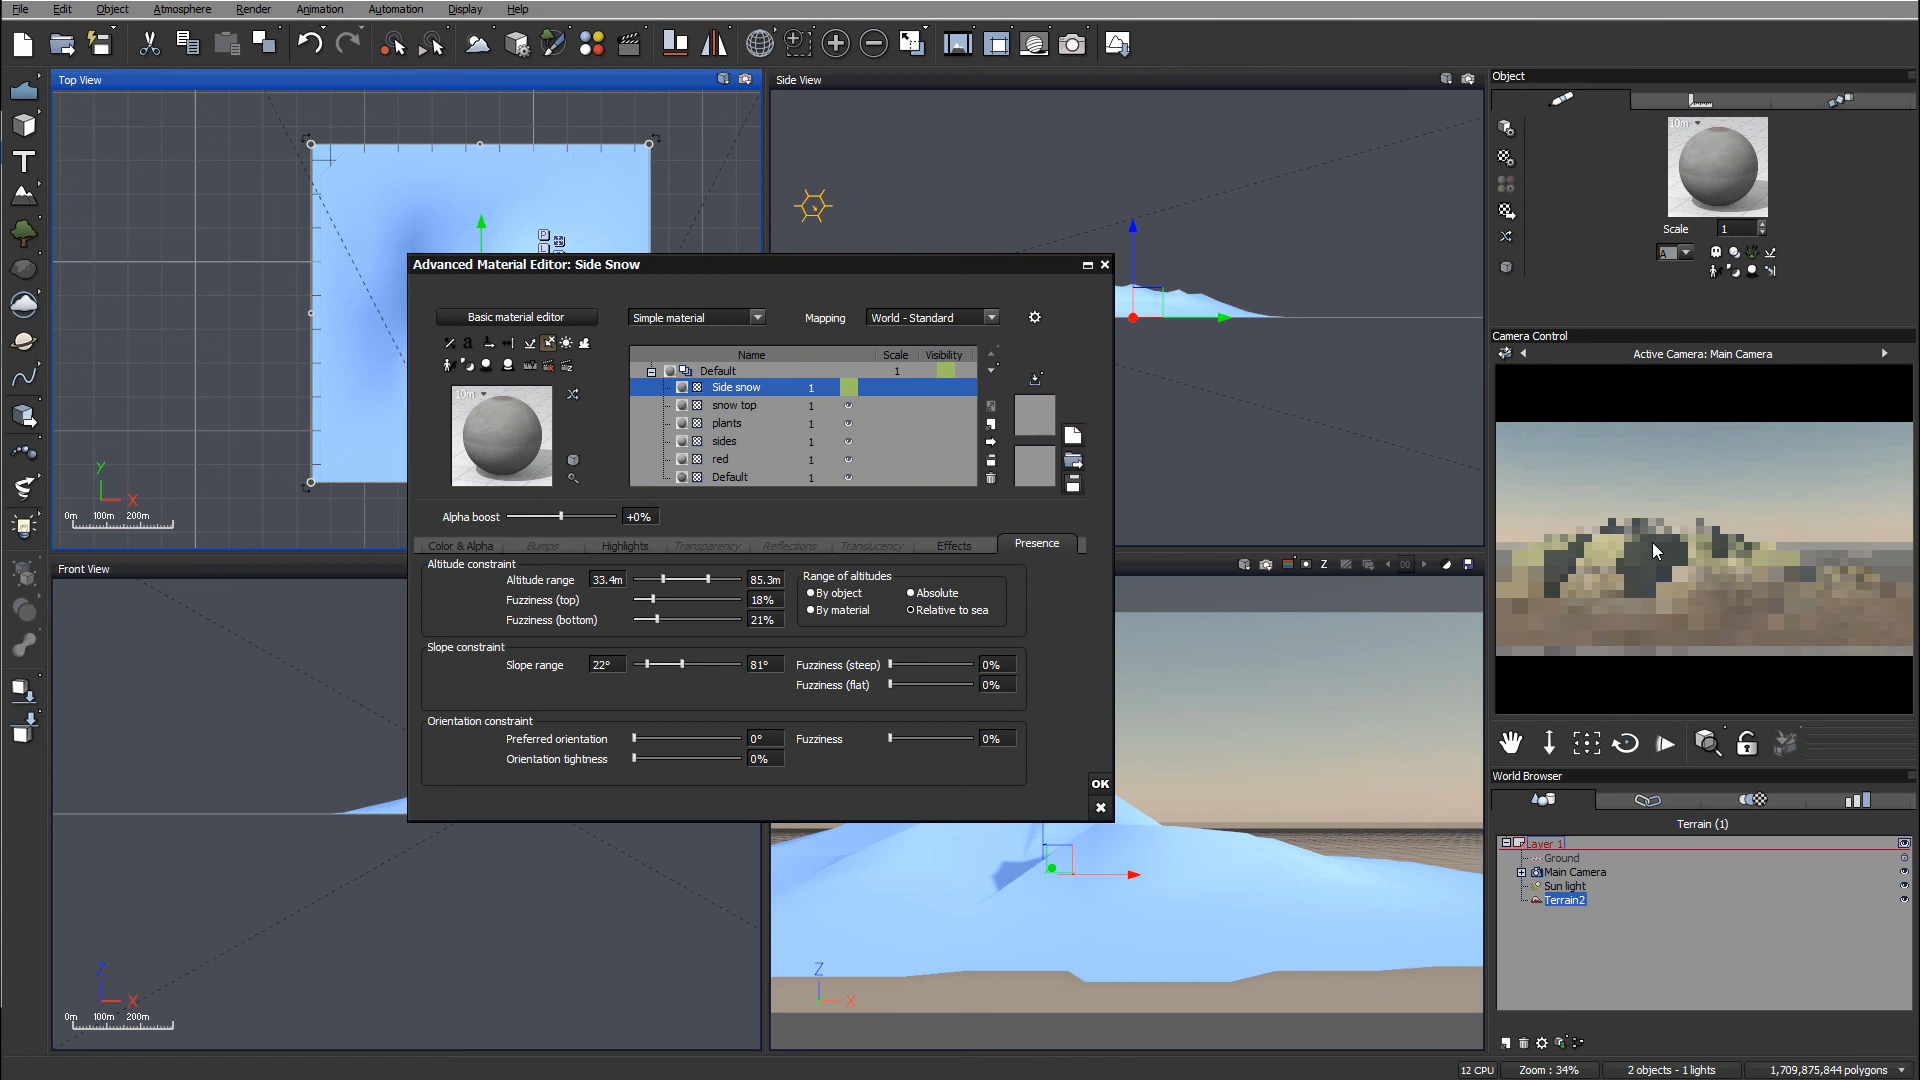 File Edit Object Atmosphere Render Animation Automation Display Help
Top View
Side View
Object
10m
Scale 1
A
Advanced Material Editor: Side Snow
Basic material editor
Simple material
Mapping
World - Standard
Name Scale Visibility
Default 1
Side snow 1
snow top 1
plants 1
sides 1
red 1
Default 1
10m
Alpha boost +0%
Color & Alpha Bumps Highlights Transparency Reflections Translucency Effects Presence
Altitude constraint
Altitude range 33.4m 85.3m
Fuzziness (top) 18%
Fuzziness (bottom) 21%
Range of altitudes
By object Absolute
By material Relative to sea
Slope constraint
Slope range 22° 81°
Fuzziness (steep) 0%
Fuzziness (flat) 0%
Orientation constraint
Preferred orientation 0° Fuzziness 0%
Orientation tightness 0%
OK
Y
X
0m 100m 200m
Front View
Z
X
0m 100m 200m
Z
00
Z
X
P
L
Camera Control
Active Camera: Main Camera
World Browser
Terrain (1)
Layer 1
Ground
Main Camera
Sun light
Terrain2
12 CPU Zoom : 34% 2 objects - 1 lights 1,709,875,844 polygons